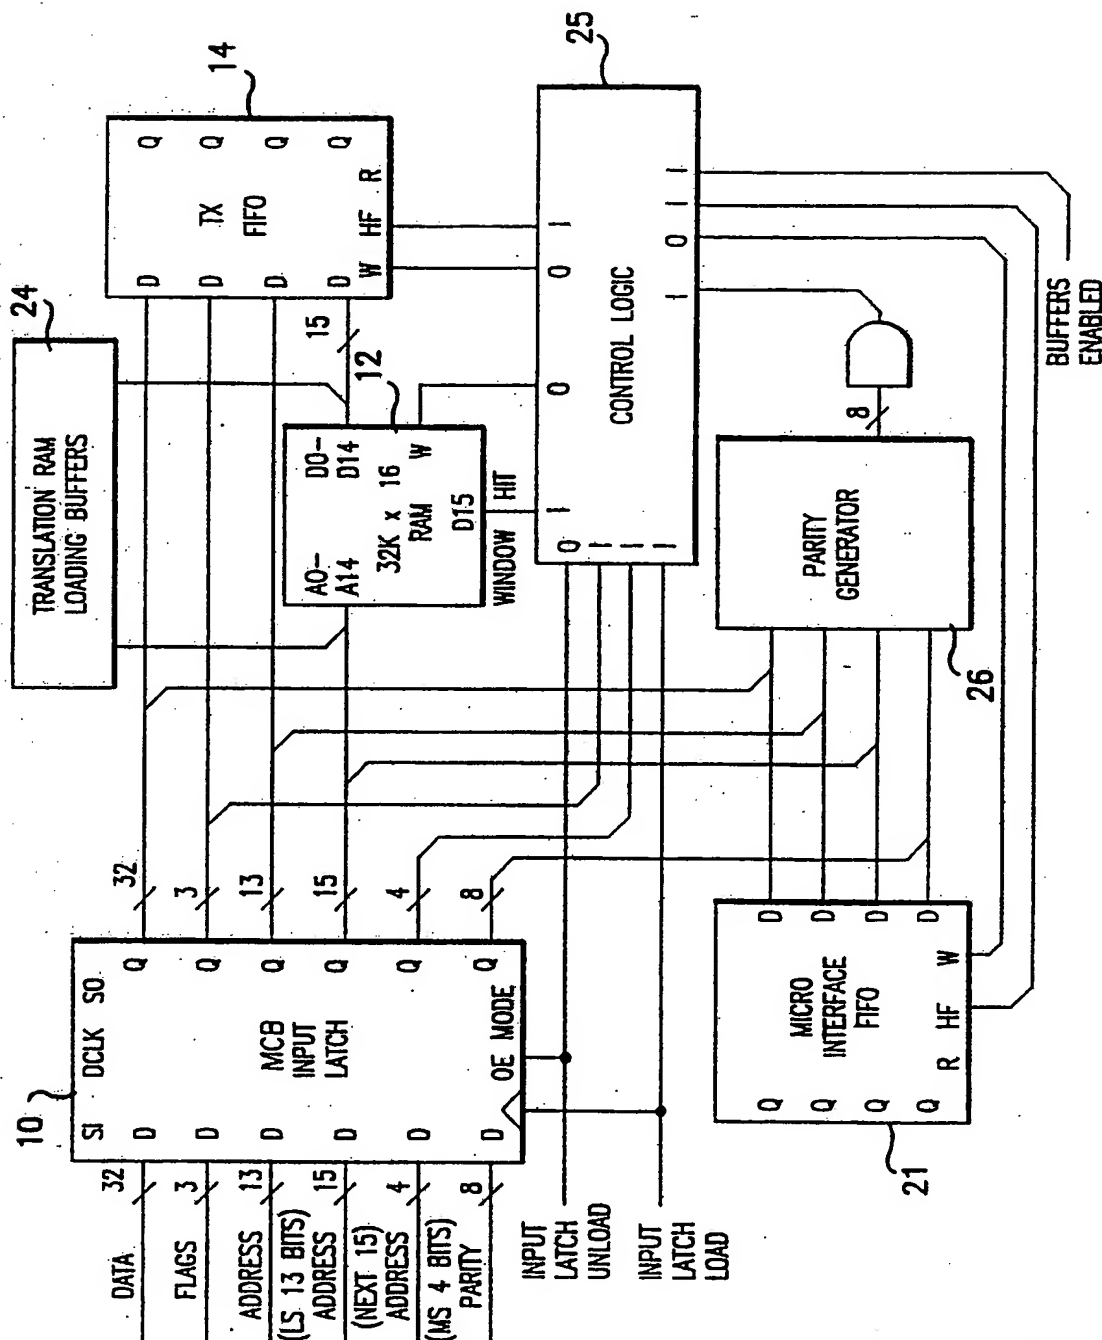 10
SI DCLK SO
D Q
D Q
D Q
D Q
D Q
D Q
MCB
INPUT
LATCH
OE MODE
DATA
32
FLAGS
3
ADDRESS
(LS 13 BITS)
13
ADDRESS
(NEXT 15)
15
ADDRESS
(MS 4 BITS)
4
PARITY
8
INPUT
LATCH
UNLOAD
INPUT
LATCH
LOAD
32
3
13
15
4
8
TRANSLATION RAM
LOADING BUFFERS
24
A0-
A14
D0-
D14
32K x 16
RAM
W
D15
12
15
WINDOW HIT
TX
FIFO
14
D Q
D Q
D Q
D Q
W HF R
CONTROL LOGIC
25
O
I
I
I
I
I
O
O
I
I
O
I
I
8
PARITY
GENERATOR
26
MICRO
INTERFACE
FIFO
21
Q D
Q D
Q D
Q D
R HF W
BUFFERS
ENABLED